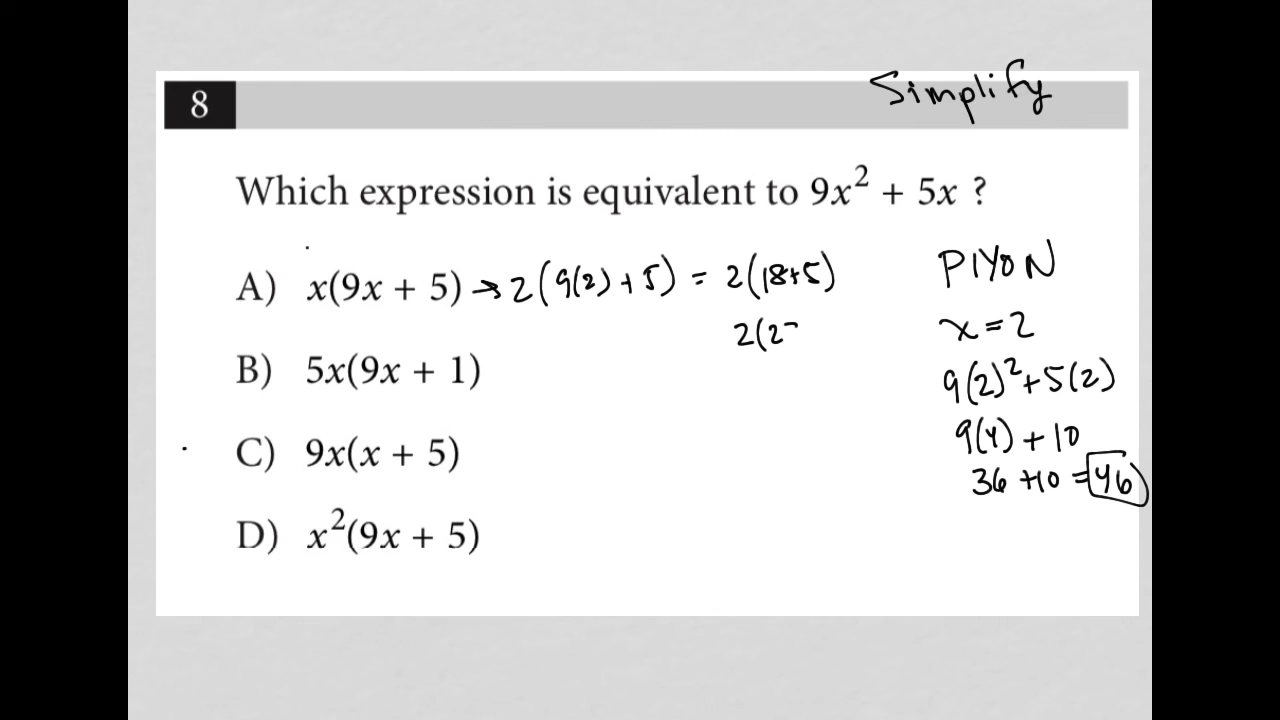 Simplify
8
Which expression is equivalent to 9x² + 5x ?
A) x(9x + 5) → 2(9(2) + 5) = 2(18+5)
2(2
B) 5x(9x + 1)
C) 9x(x + 5)
D) x²(9x + 5)
PIYON
x = 2
9(2)² + 5(2)
9(4) + 10
36 + 10 = 46